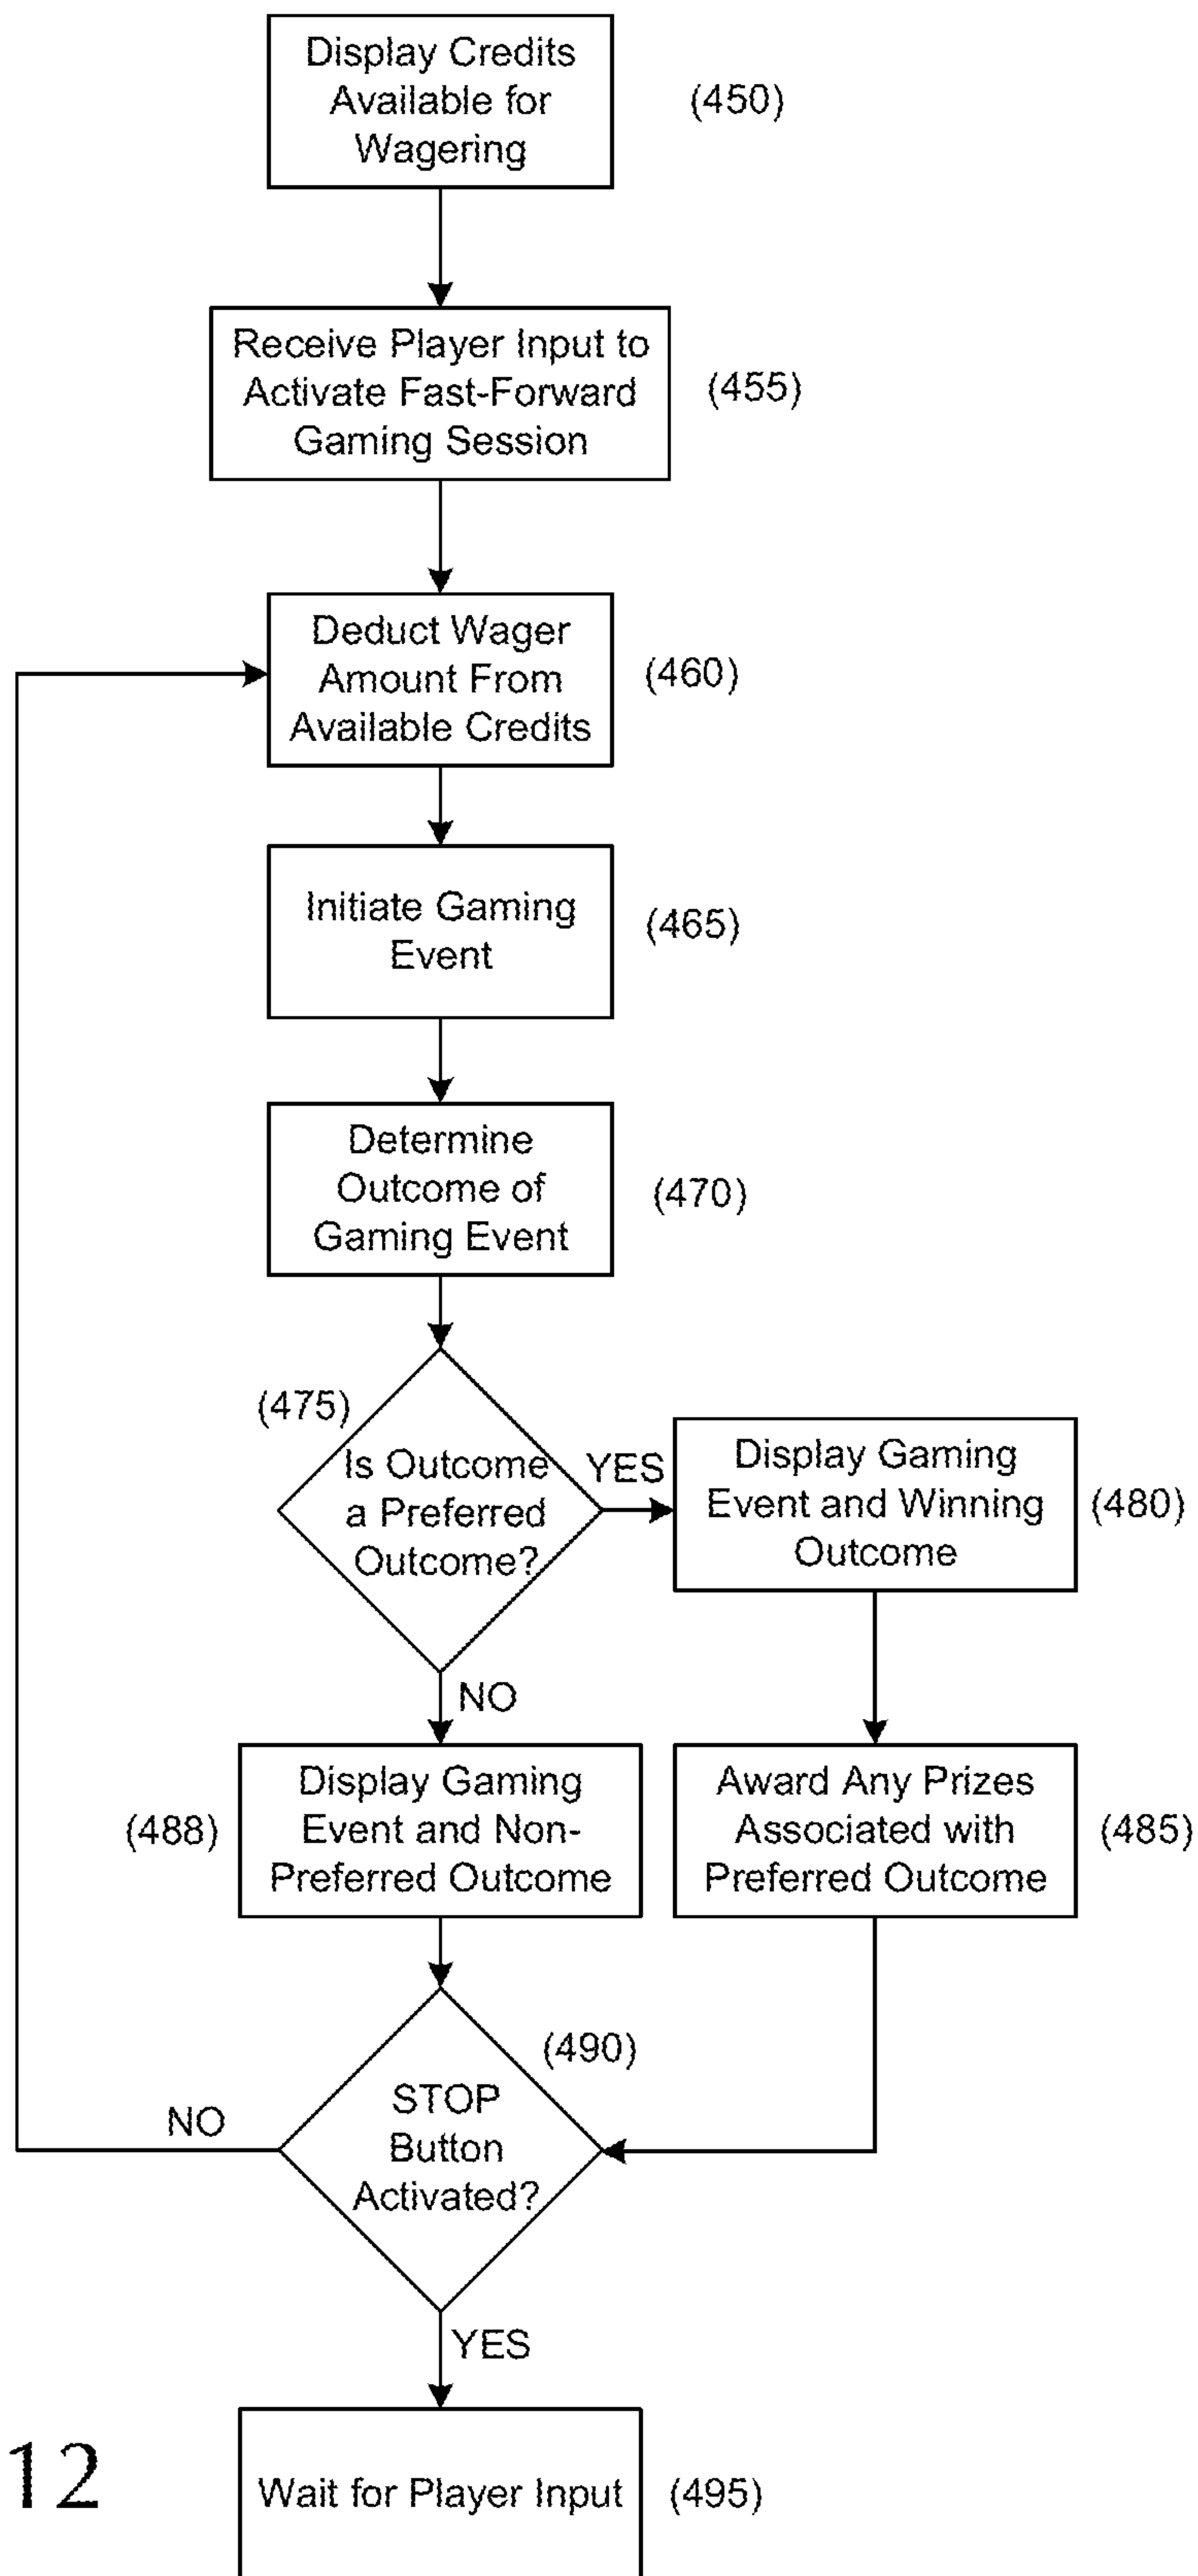 Display Credits
Available for
Wagering
(450)
Receive Player Input to
Activate Fast-Forward
Gaming Session
(455)
Deduct Wager
Amount From
Available Credits
(460)
Initiate Gaming
Event
(465)
Determine
Outcome of
Gaming Event
(470)
(475)
Is Outcome
a Preferred
Outcome?
YES
Display Gaming
Event and Winning
Outcome
(480)
NO
Display Gaming
Event and Non-
Preferred Outcome
(488)
Award Any Prizes
Associated with
Preferred Outcome
(485)
(490)
STOP
Button
Activated?
NO
YES
12
Wait for Player Input
(495)